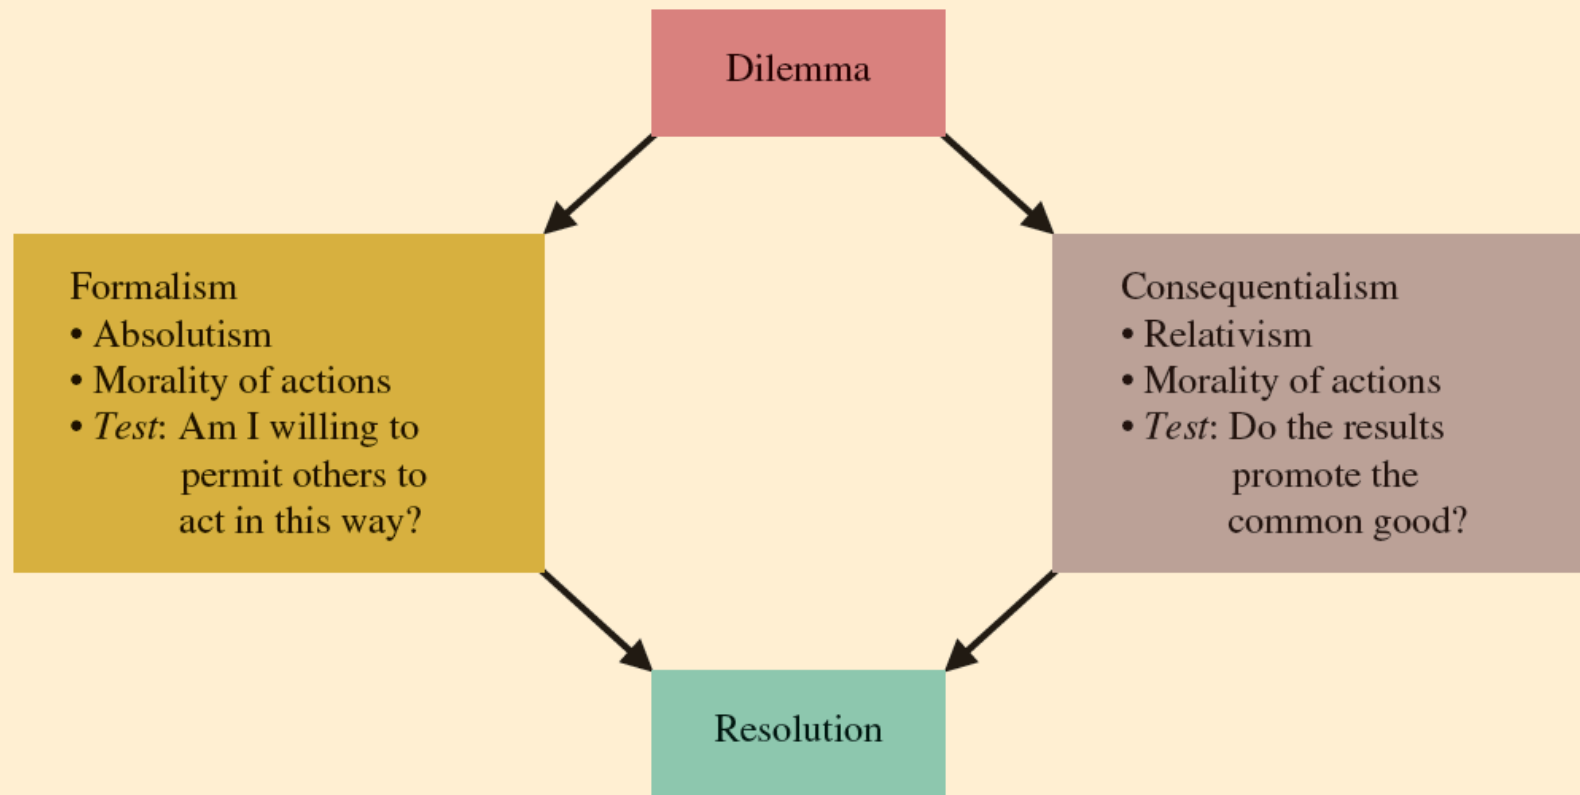 Dilemma
Formalism
• Absolutism
• Morality of actions
• Test: Am I willing to
permit others to
act in this way?
Consequentialism
• Relativism
• Morality of actions
• Test: Do the results
promote the
common good?
Resolution